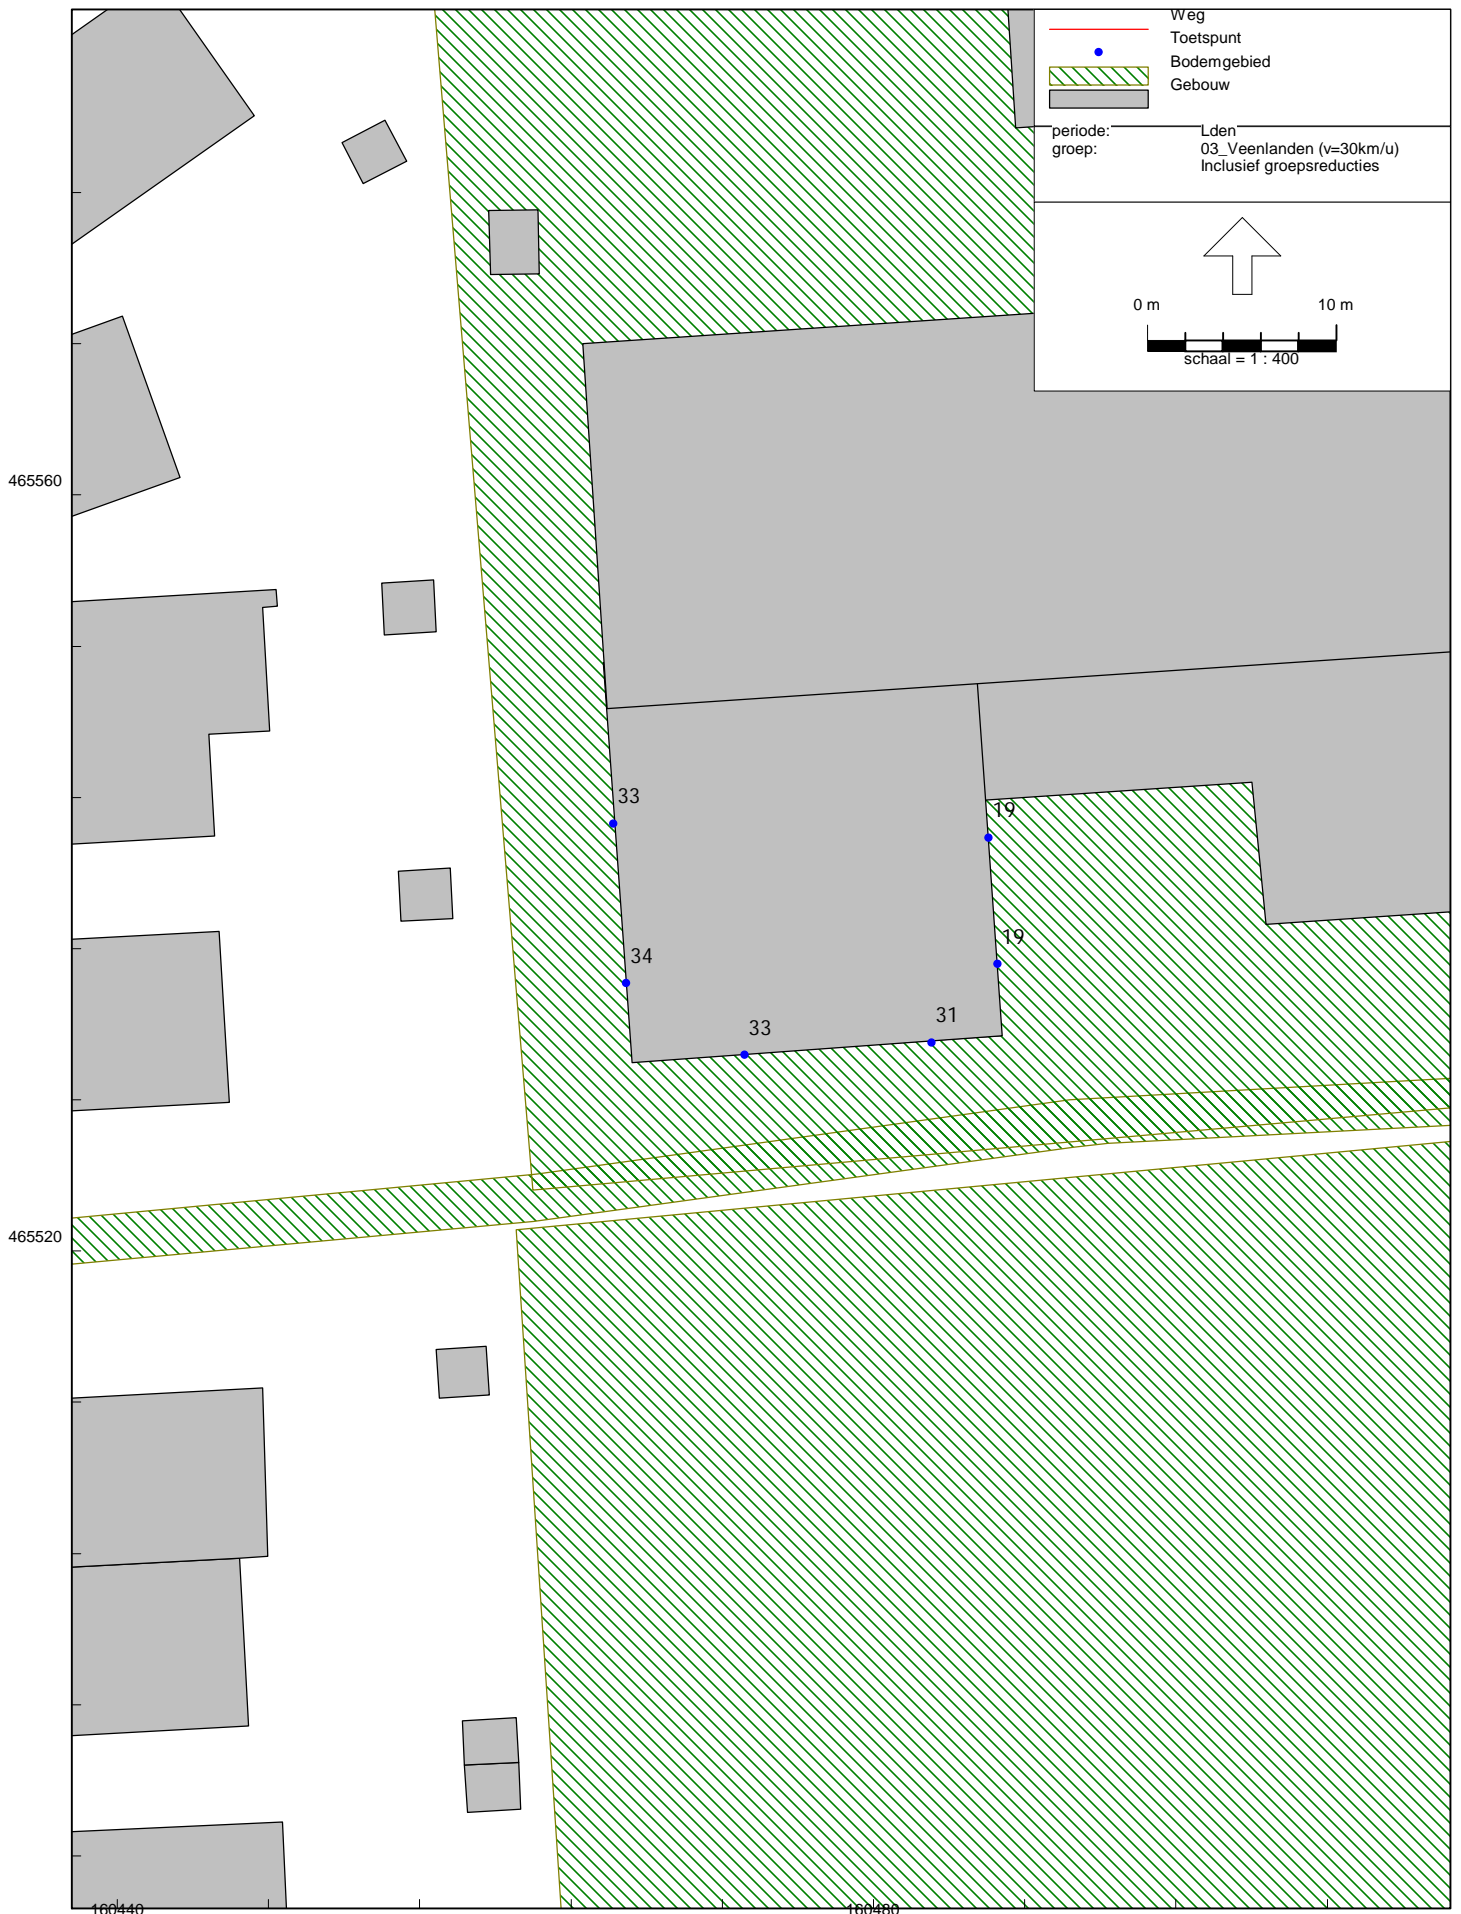 Weg
Toetspunt
Bodemgebied
Gebouw
periode: Lden
groep: 03_Veenlanden (v=30km/u)
Inclusief groepsreducties
0 m 10 m
schaal = 1 : 400
465560
33
19
34
19
33
31
465520
160440 160480